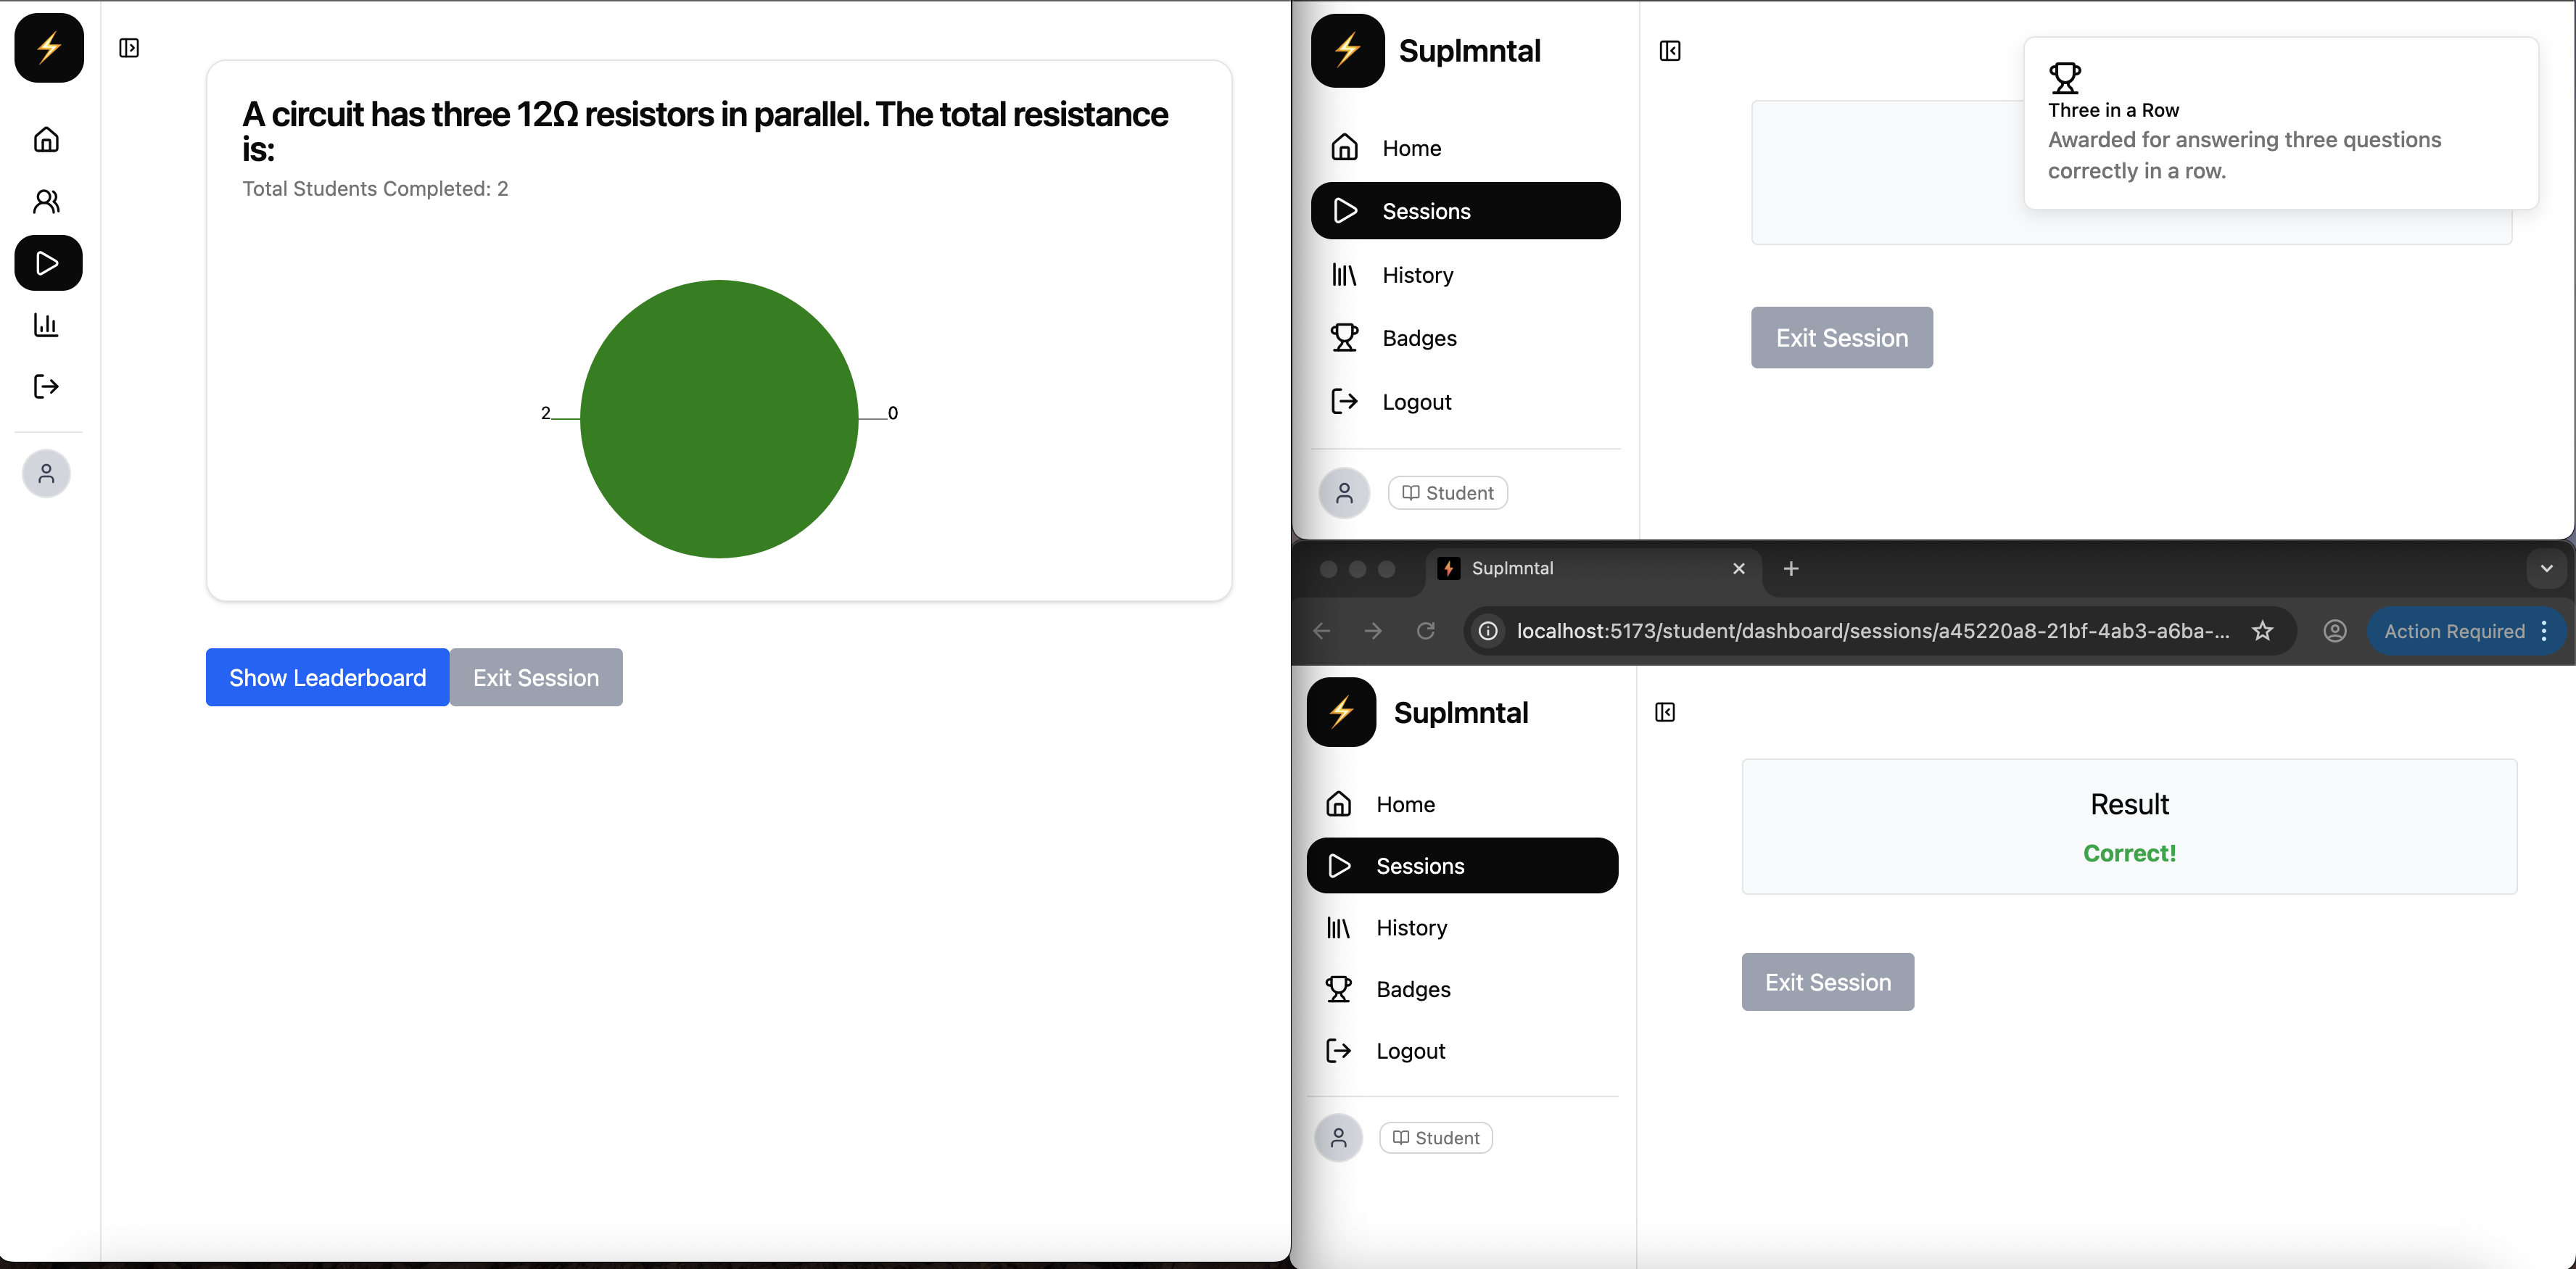 A circuit has three 12Ω resistors in parallel. The total resistance
is:
Total Students Completed: 2
2
0
Show Leaderboard
Exit Session
Suplmntal
Home
Sessions
History
Badges
Logout
Student
Three in a Row
Awarded for answering three questions
correctly in a row.
Exit Session
Suplmntal
localhost:5173/student/dashboard/sessions/a45220a8-21bf-4ab3-a6ba-...
Action Required
Suplmntal
Home
Sessions
History
Badges
Logout
Student
Result
Correct!
Exit Session